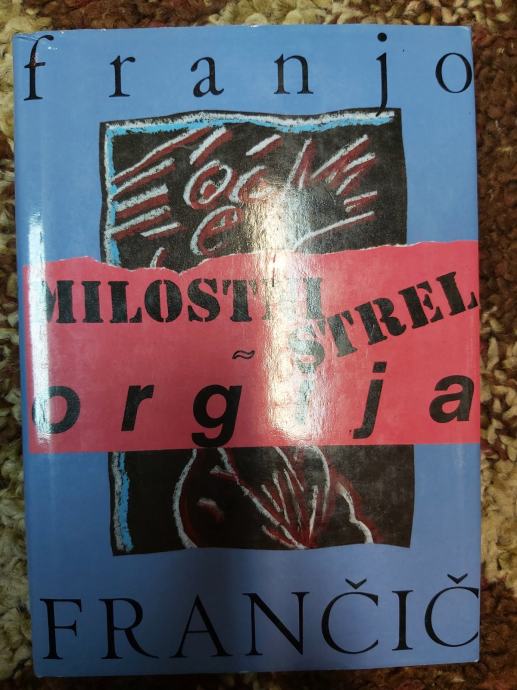 franjo
MILOSTNI
STREL
≈
orgija
FRANČIČ